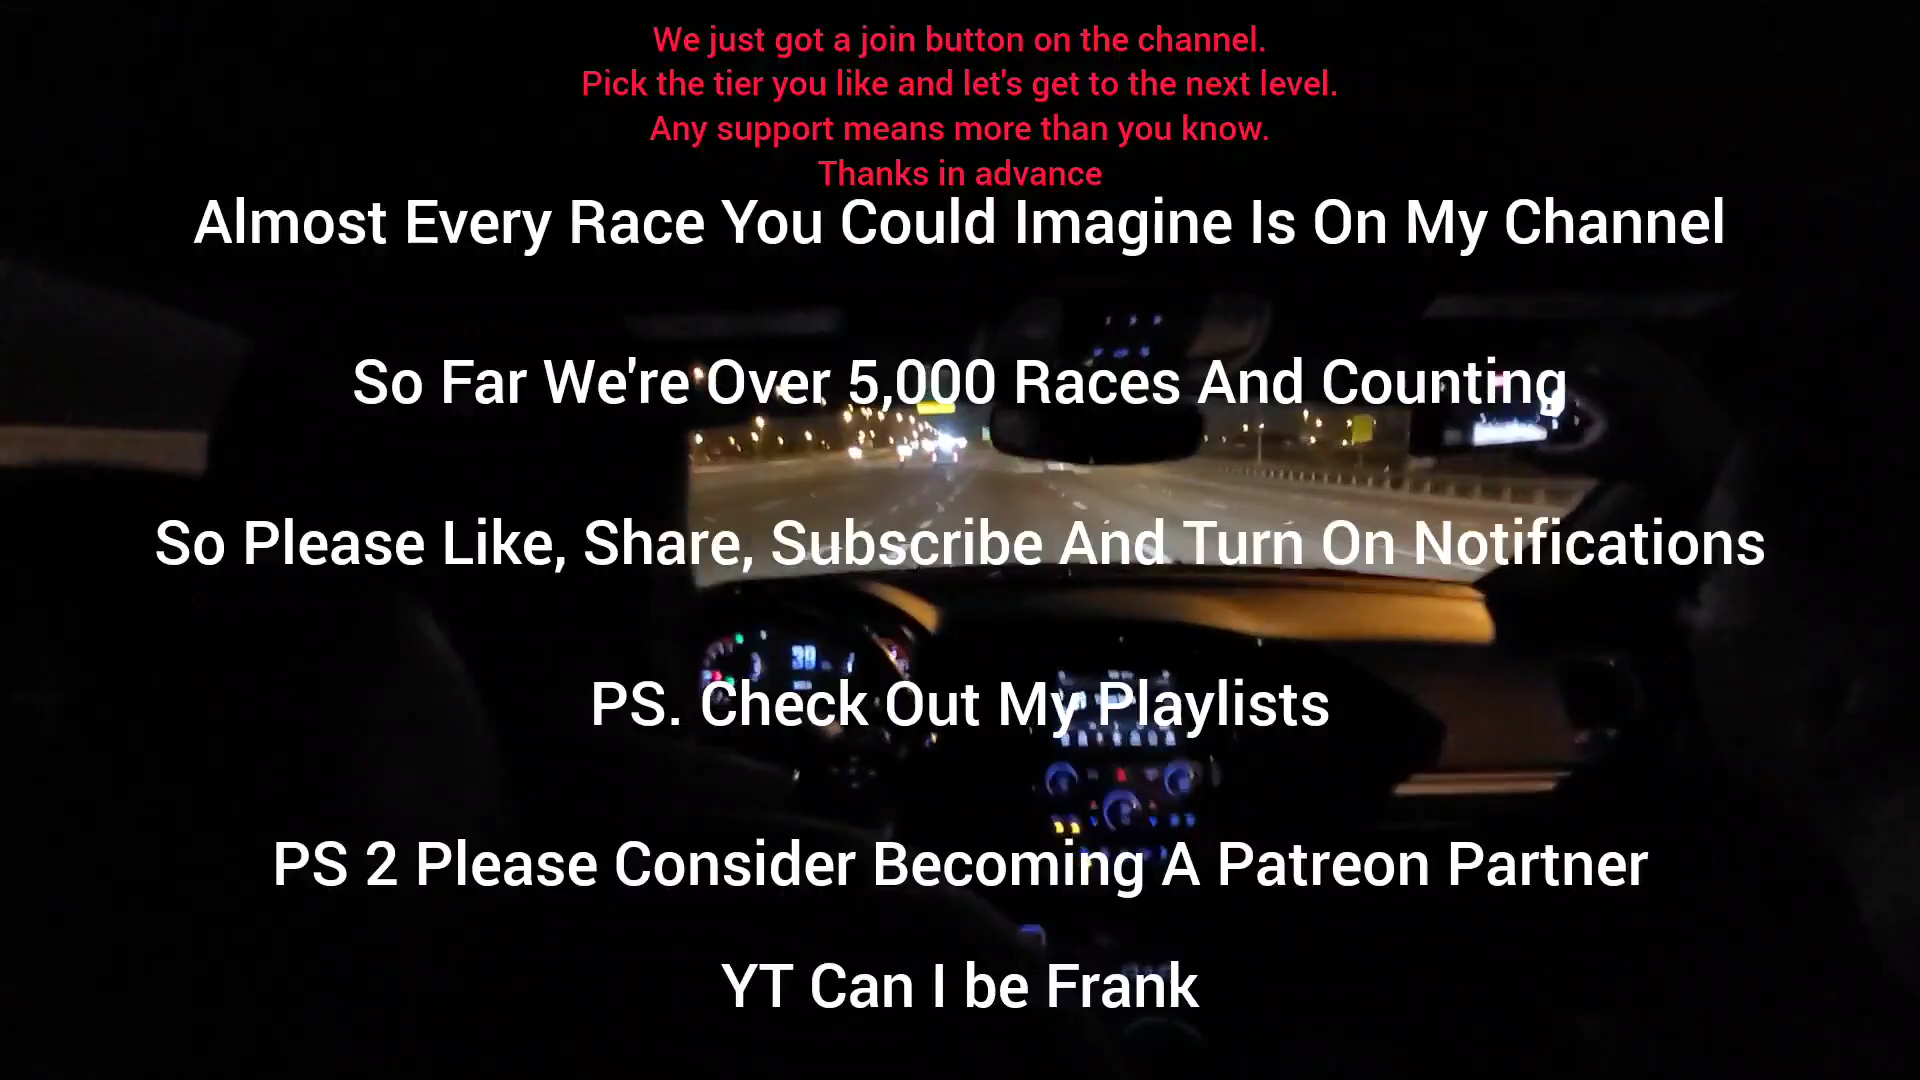 We just got a join button on the channel.
Pick the tier you like and let's get to the next level.
Any support means more than you know.
Thanks in advance
Almost Every Race You Could Imagine Is On My Channel
So Far We're Over 5,000 Races And Counting
So Please Like, Share, Subscribe And Turn On Notifications
39
PS. Check Out My Playlists
PS 2 Please Consider Becoming A Patreon Partner
YT Can I be Frank